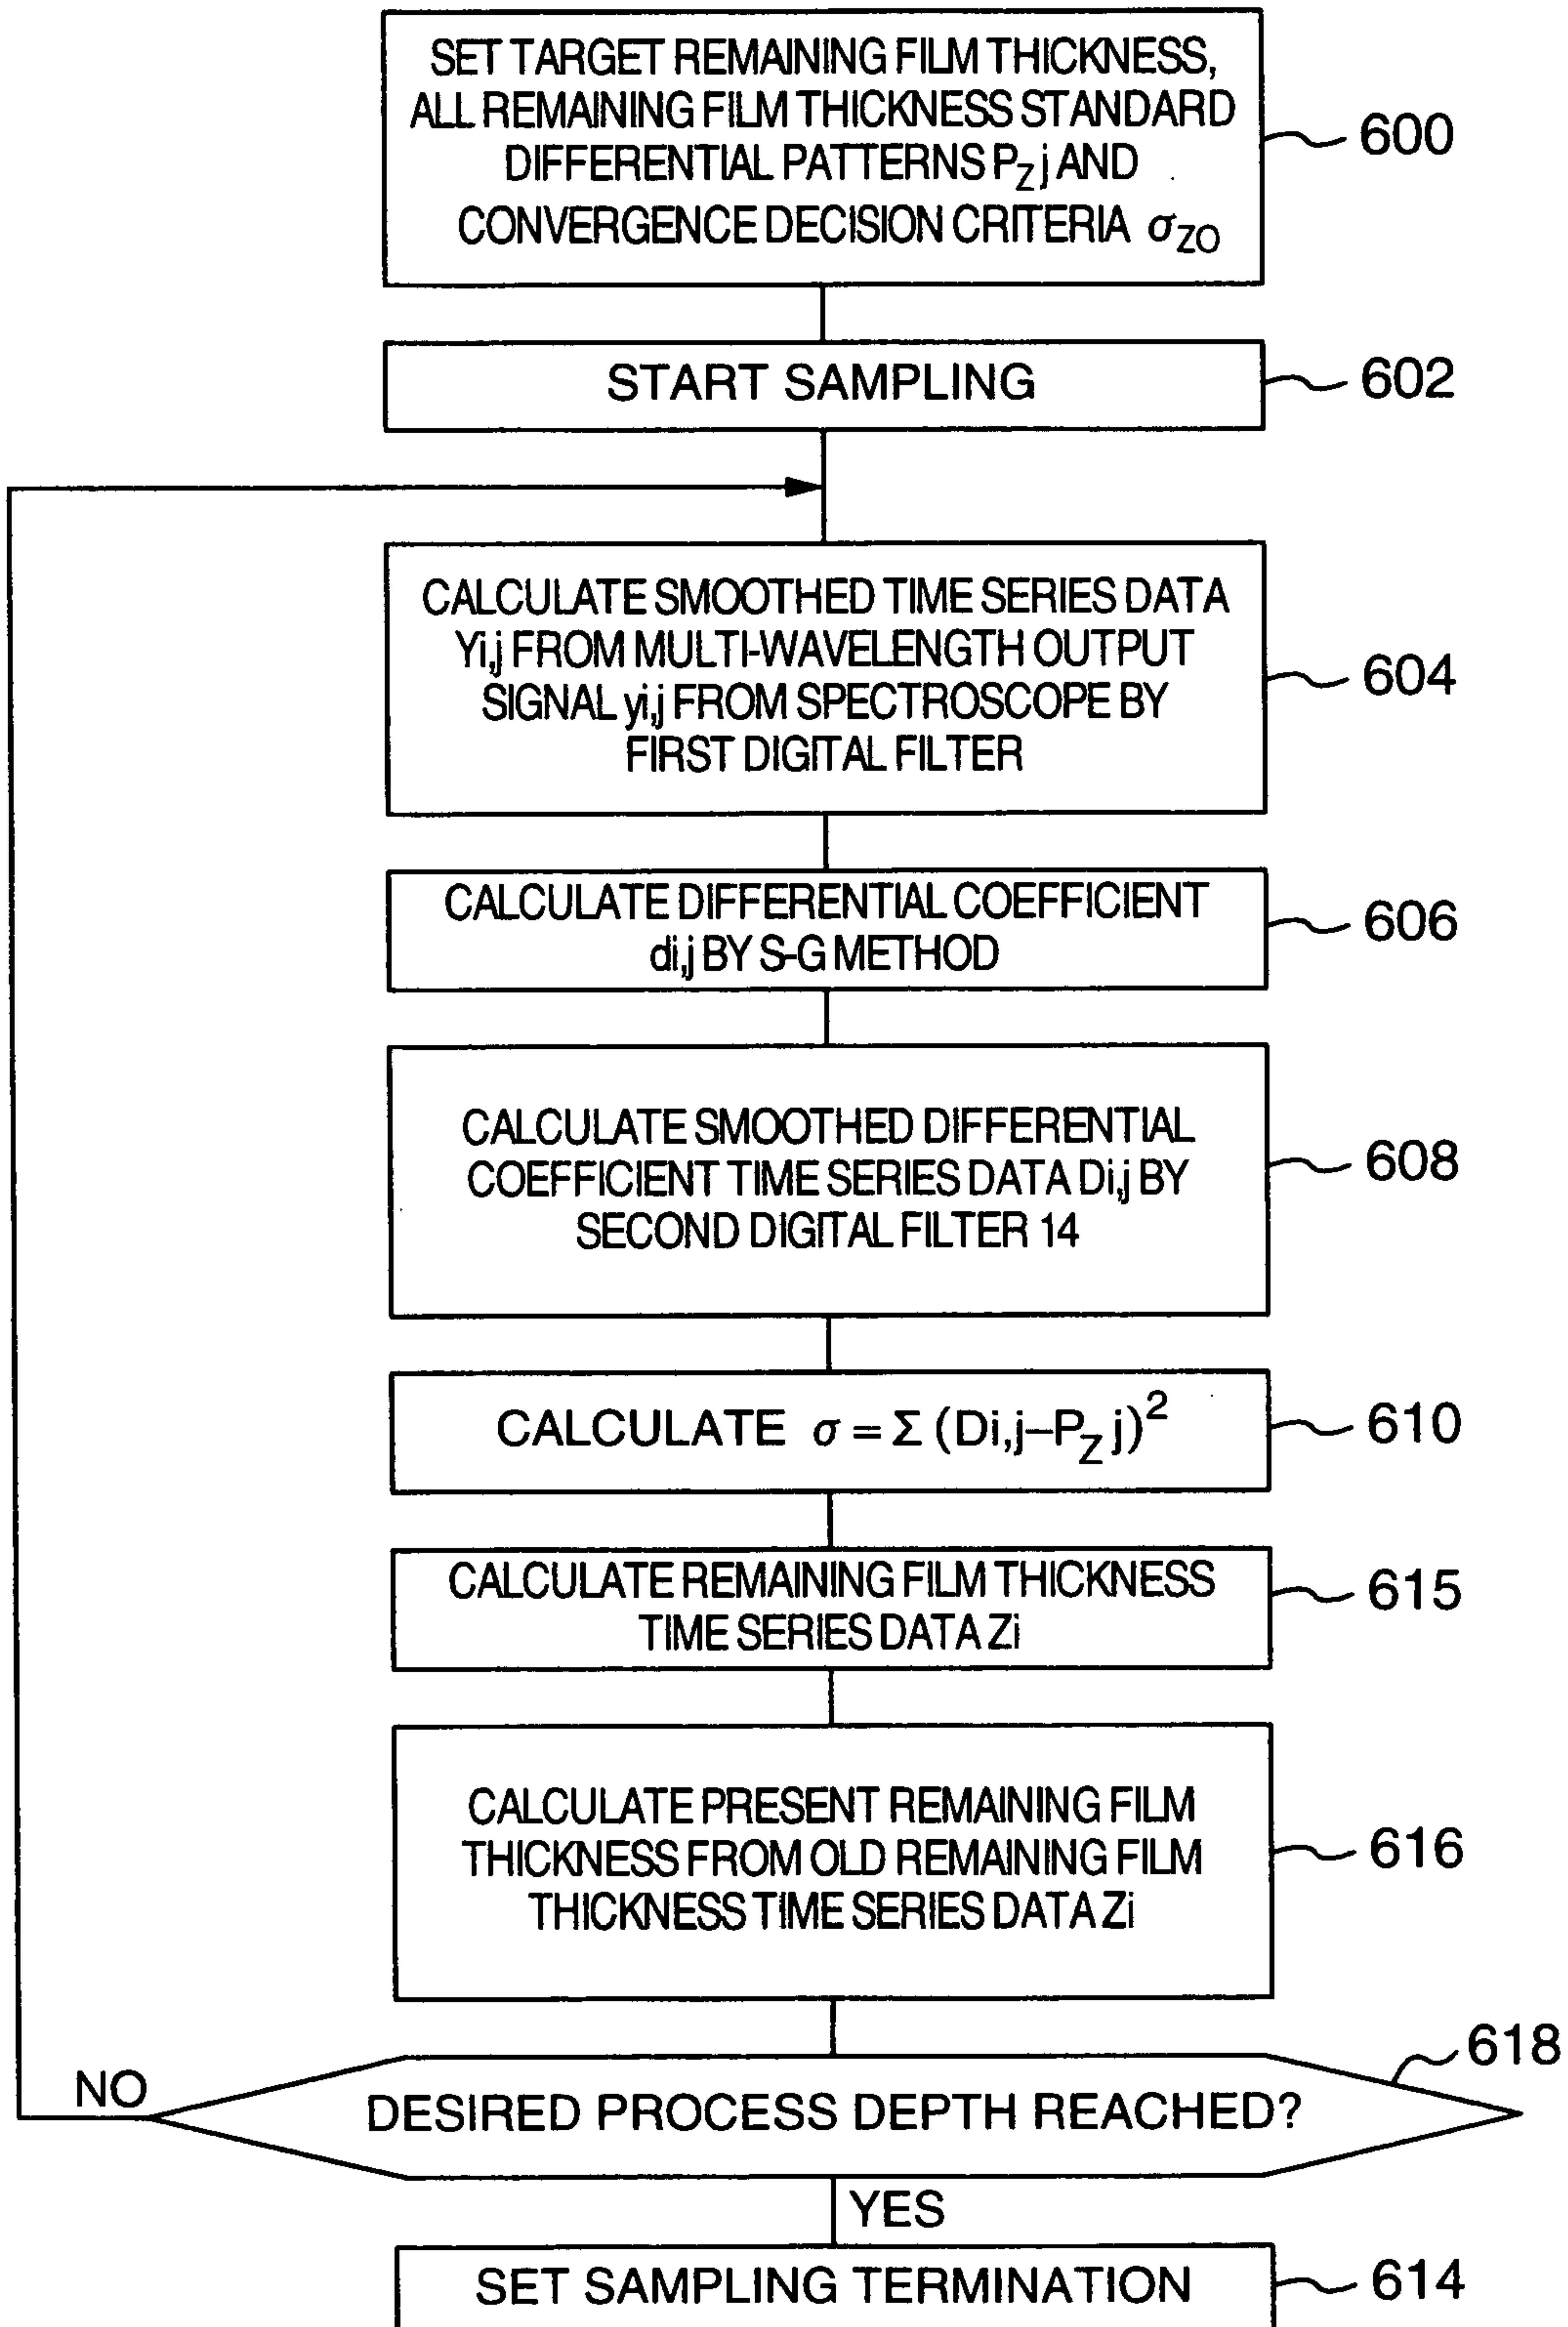 SET TARGET REMAINING FILM THICKNESS,
ALL REMAINING FILM THICKNESS STANDARD
DIFFERENTIAL PATTERNS P_Z j AND
CONVERGENCE DECISION CRITERIA σ_ZO
600
START SAMPLING
602
CALCULATE SMOOTHED TIME SERIES DATA
Yi,j FROM MULTI-WAVELENGTH OUTPUT
SIGNAL yi,j FROM SPECTROSCOPE BY
FIRST DIGITAL FILTER
604
CALCULATE DIFFERENTIAL COEFFICIENT
di,j BY S-G METHOD
606
CALCULATE SMOOTHED DIFFERENTIAL
COEFFICIENT TIME SERIES DATA Di,j BY
SECOND DIGITAL FILTER 14
608
CALCULATE σ = Σ (Di,j–P_Z j)²
610
CALCULATE REMAINING FILM THICKNESS
TIME SERIES DATA Zi
615
CALCULATE PRESENT REMAINING FILM
THICKNESS FROM OLD REMAINING FILM
THICKNESS TIME SERIES DATA Zi
616
618
NO
DESIRED PROCESS DEPTH REACHED?
YES
SET SAMPLING TERMINATION
614